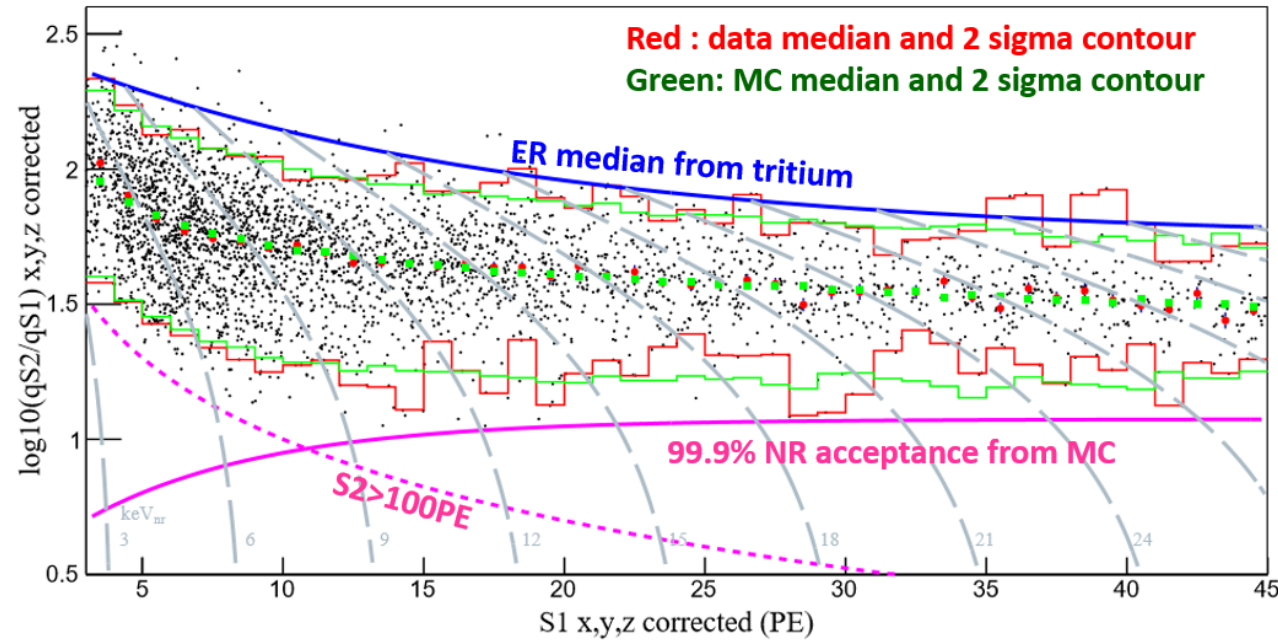 Red : data median and 2 sigma contour
Green: MC median and 2 sigma contour
ER median from tritium
99.9% NR acceptance from MC
S2>100PE
keVnr
3 6 9 12 15 18 21 24
log10(qS2/qS1) x,y,z corrected
2.5
2
1.5
1
0.5
5 10 15 20 25 30 35 40 45
S1 x,y,z corrected (PE)